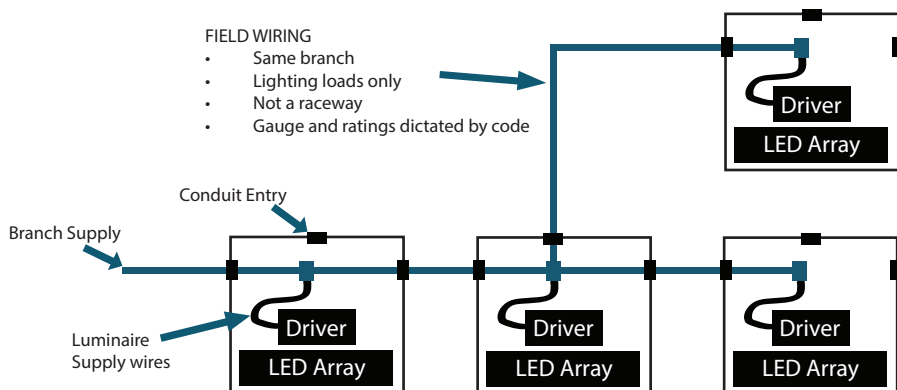 FIELD WIRING
• Same branch
• Lighting loads only
• Not a raceway
• Gauge and ratings dictated by code
Driver
LED Array
Conduit Entry
Branch Supply
Luminaire
Supply wires
Driver
LED Array
Driver
LED Array
Driver
LED Array